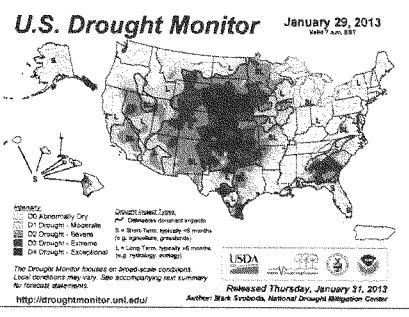 U.S. Drought Monitor
January 29, 2013
Valid 7 a.m. EST
Intensity:
D0 Abnormally Dry
D1 Drought - Moderate
D2 Drought - Severe
D3 Drought - Extreme
D4 Drought - Exceptional
Drought Impact Types:
Delineates dominant impacts
S = Short-Term, typically <6 months
(e.g. agriculture, grasslands)
L = Long-Term, typically >6 months
(e.g. hydrology, ecology)
The Drought Monitor focuses on broad-scale conditions.
Local conditions may vary. See accompanying text summary
for forecast statements.
http://droughtmonitor.unl.edu/
USDA
Released Thursday, January 31, 2013
Author: Mark Svoboda, National Drought Mitigation Center